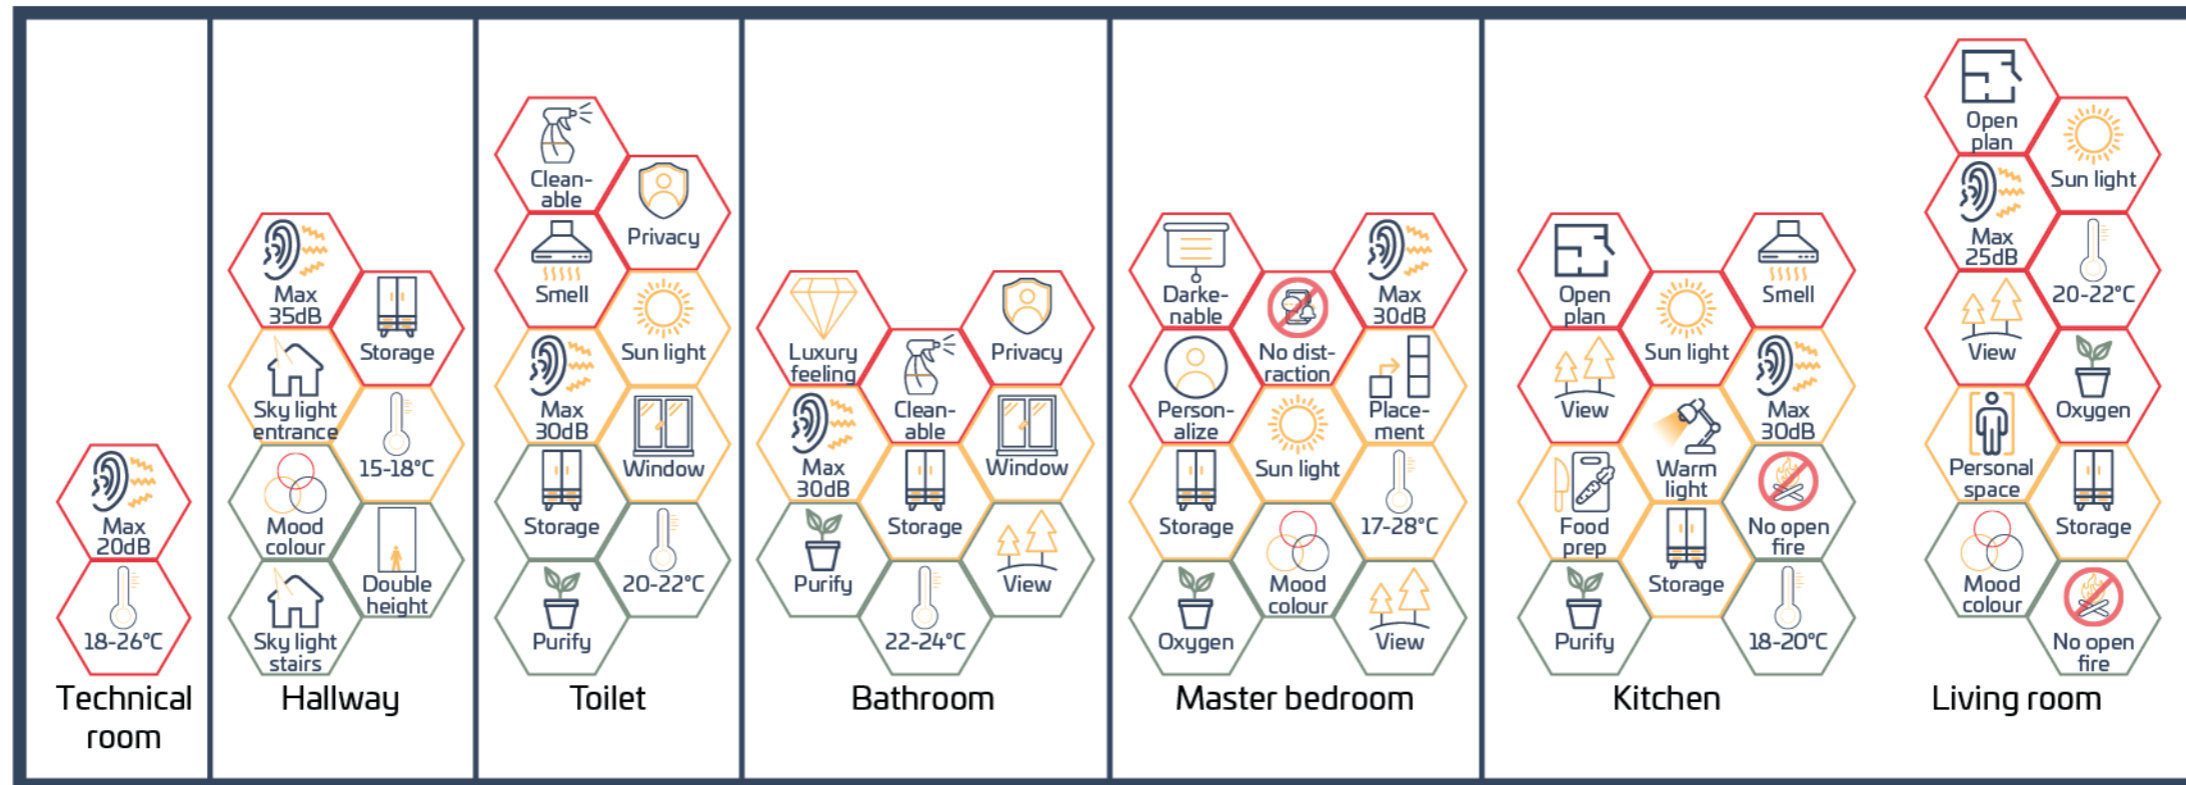 Max
20dB
18-26°C
Technical
room
Max
35dB
Storage
Sky light
entrance
15-18°C
Mood
colour
Double
height
Sky light
stairs
Hallway
Clean-
able
Privacy
Smell
Sun light
Max
30dB
Window
Storage
20-22°C
Purify
Toilet
Luxury
feeling
Privacy
Clean-
able
Max
30dB
Window
Storage
Purify
View
22-24°C
Bathroom
Darke-
nable
Max
30dB
No dist-
raction
Person-
alize
Place-
ment
Sun light
Storage
17-28°C
Mood
colour
Oxygen
View
Master bedroom
Open
plan
Smell
Sun light
View
Max
30dB
Warm
light
Food
prep
No open
fire
Storage
Purify
18-20°C
Kitchen
Open
plan
Sun light
Max
25dB
20-22°C
View
Oxygen
Personal
space
Storage
Mood
colour
No open
fire
Living room